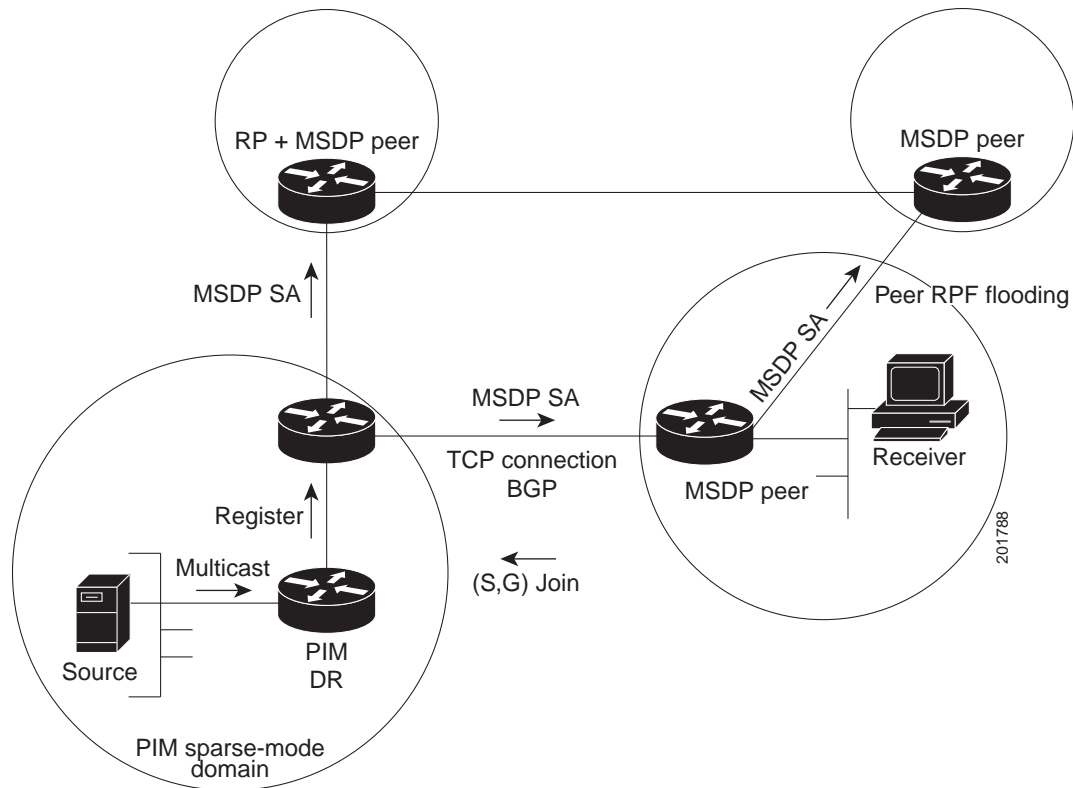 RP + MSDP peer
MSDP peer
MSDP SA
Peer RPF flooding
MSDP SA
MSDP SA
TCP connection
BGP
MSDP peer
Receiver
Register
201788
Multicast
(S,G) Join
Source
PIM
DR
PIM sparse-mode
domain